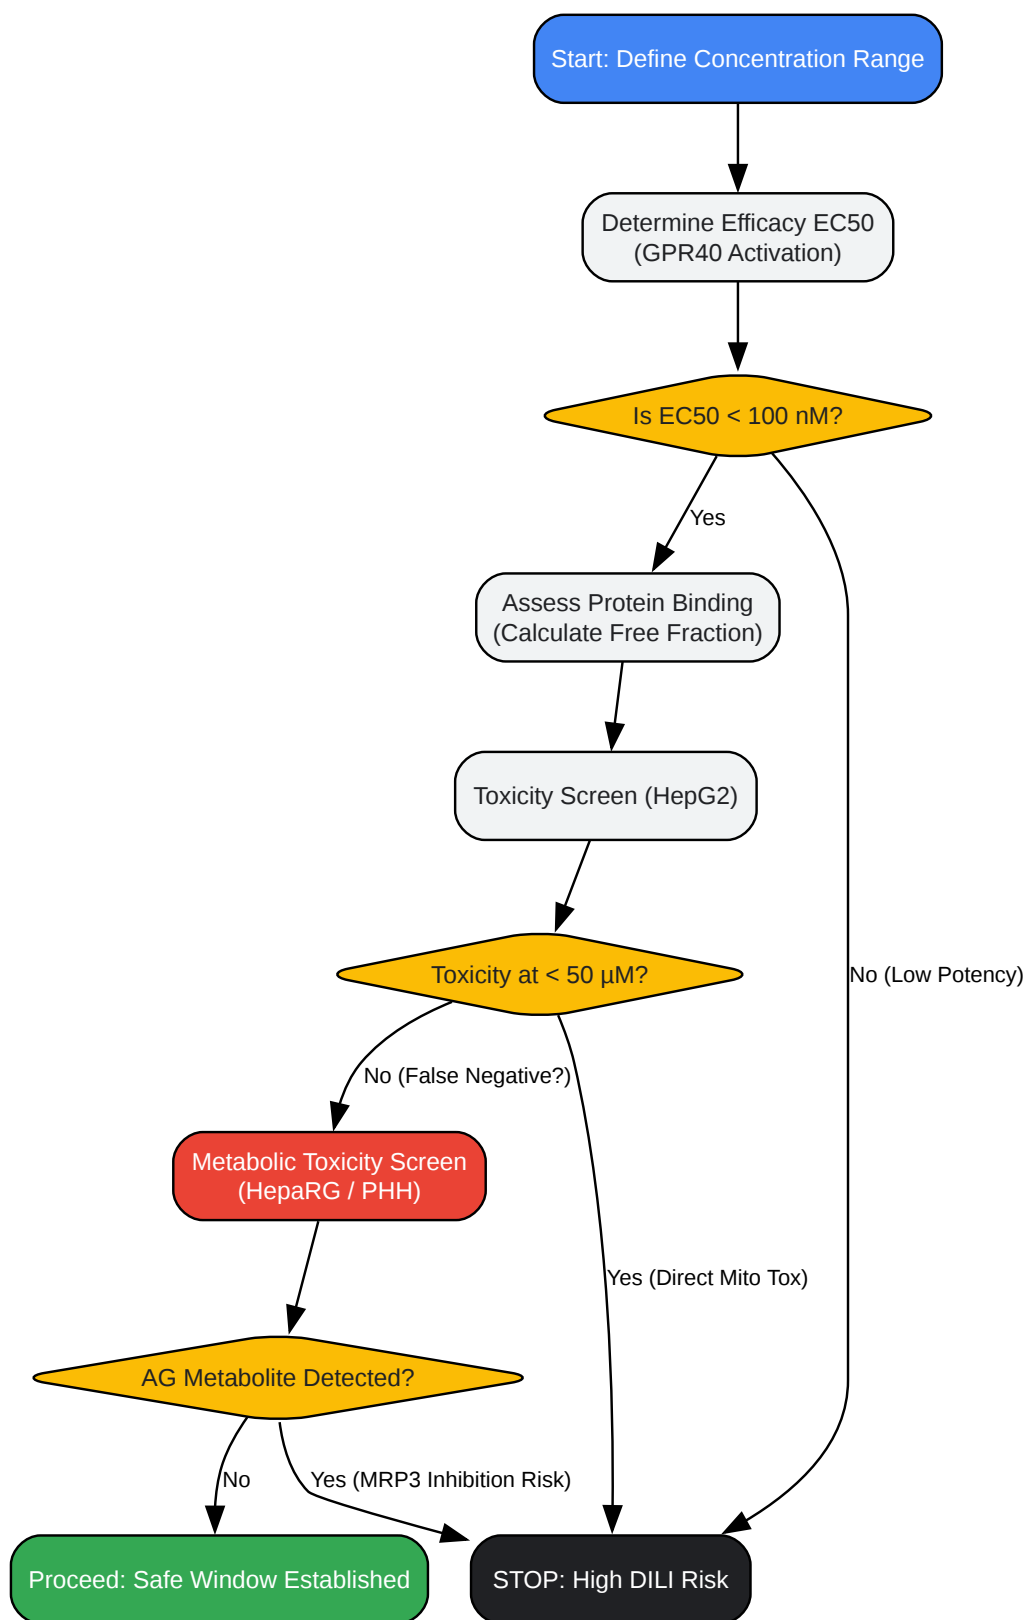 Start: Define Concentration Range
Determine Efficacy EC50
(GPR40 Activation)
Is EC50 < 100 nM?
Yes
Assess Protein Binding
(Calculate Free Fraction)
Toxicity Screen (HepG2)
Toxicity at < 50 µM?
No (Low Potency)
No (False Negative?)
Metabolic Toxicity Screen
(HepaRG / PHH)
Yes (Direct Mito Tox)
AG Metabolite Detected?
No
Yes (MRP3 Inhibition Risk)
Proceed: Safe Window Established
STOP: High DILI Risk